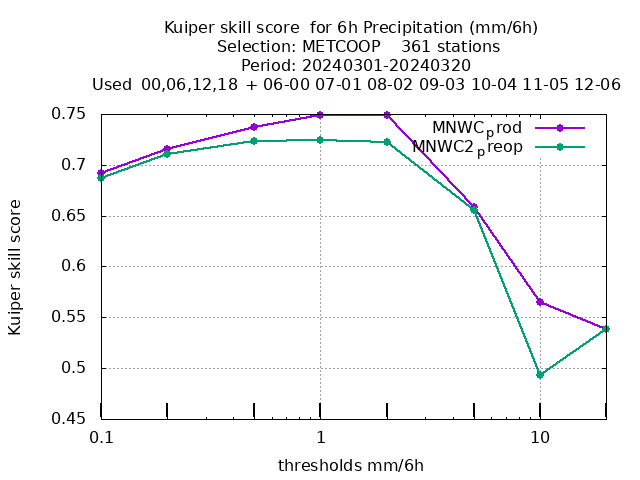 Kuiper skill score  for 6h Precipitation (mm/6h)
Selection: METCOOP    361 stations
Period: 20240301-20240320
Used  00,06,12,18  + 06-00 07-01 08-02 09-03 10-04 11-05 12-06
MNWCprod
MNWC2preop
0.75
0.7
0.65
0.6
0.55
0.5
0.45
Kuiper skill score
0.1
1
10
thresholds mm/6h